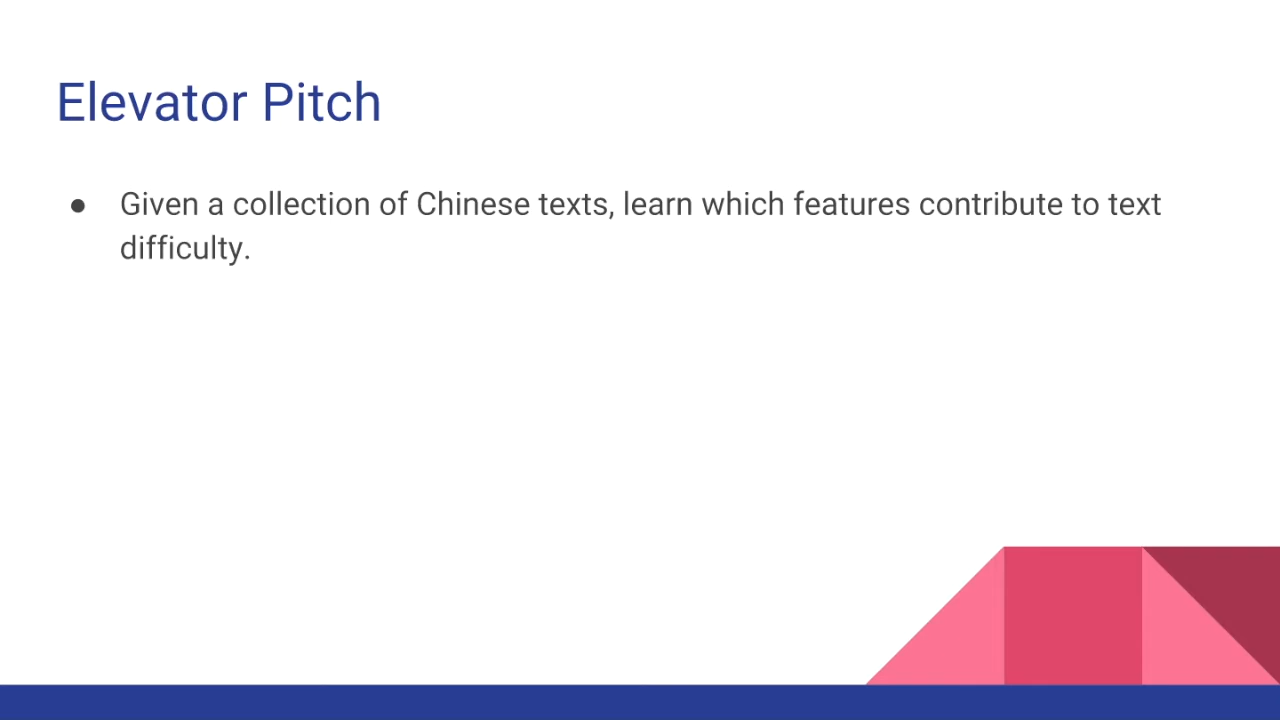 Elevator Pitch
● Given a collection of Chinese texts, learn which features contribute to text
difficulty.